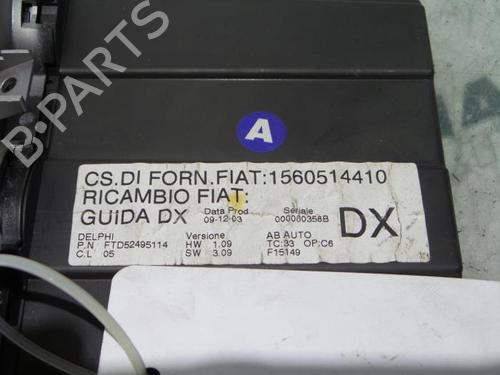 A
CS.DI FORN.FIAT:1560514410
RICAMBIO FIAT:
GUIDA DX Data Prod 09-12-03 Seriale 000080358B DX
DELPHI Versione AB AUTO
P.N FTD52495114 HW 1.09 TC:33 OP:C6
C.L 05 SW 3.09 F15149
B-PARTS